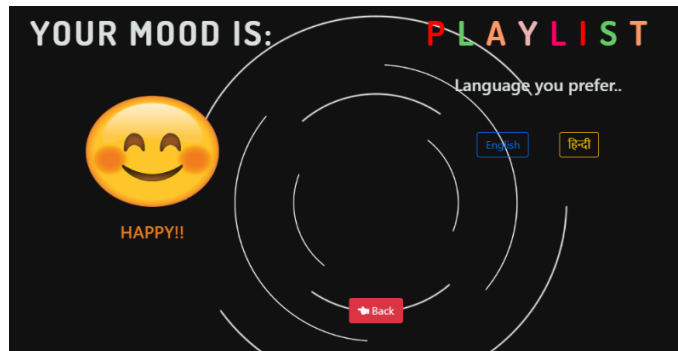 YOUR MOOD IS:
PLAYLIST
Language you prefer..
English
हिन्दी
HAPPY!!
Back